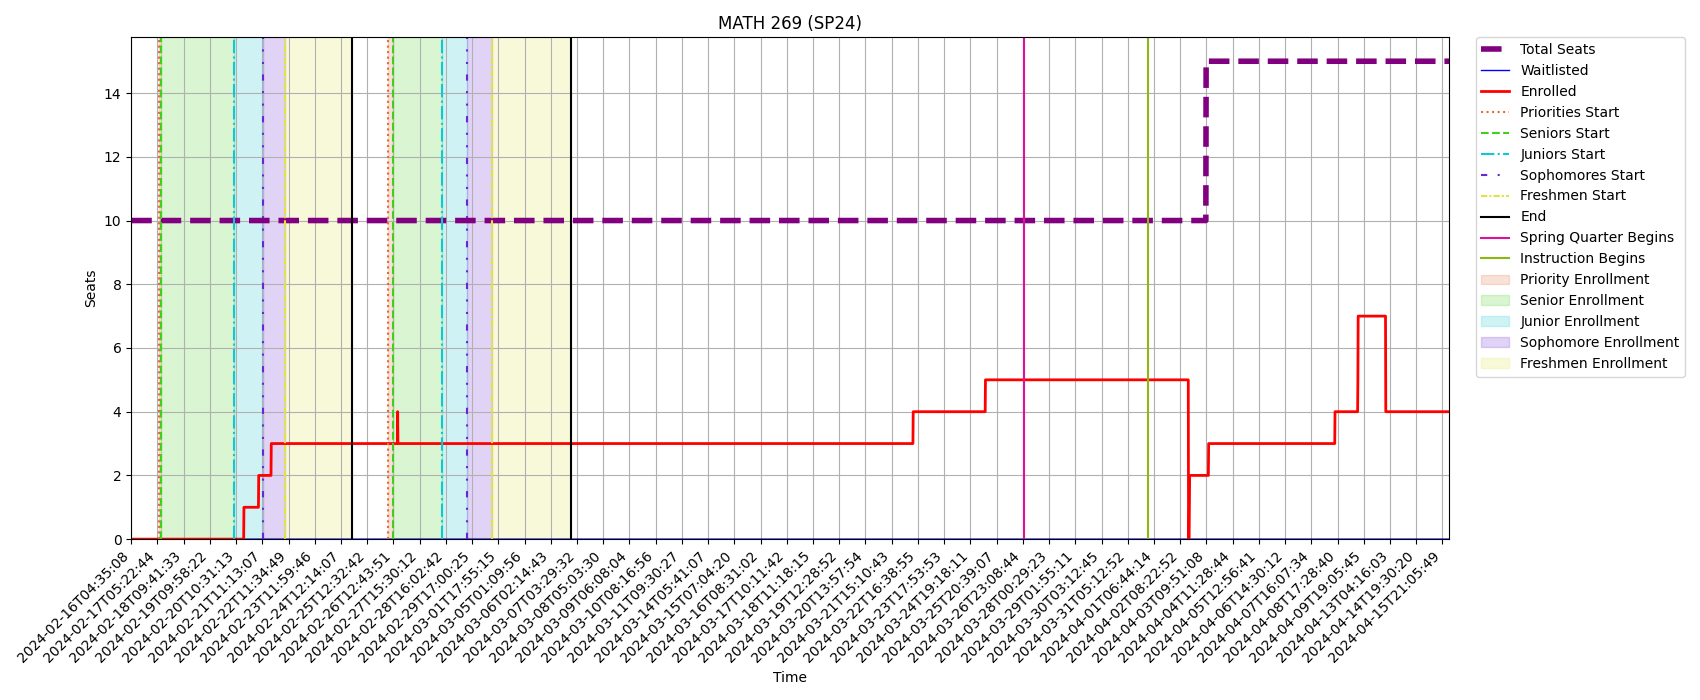 MATH 269 (SP24)
Seats
14
12
10
8
6
4
2
0
2024-02-16T04:35:08
2024-02-17T05:22:44
2024-02-18T09:41:33
2024-02-19T09:58:22
2024-02-20T10:31:13
2024-02-21T11:13:07
2024-02-22T11:34:49
2024-02-23T11:59:46
2024-02-24T12:14:07
2024-02-25T12:32:42
2024-02-26T12:43:51
2024-02-27T15:30:12
2024-02-28T16:02:42
2024-02-29T17:00:25
2024-03-01T17:55:15
2024-03-05T01:09:56
2024-03-06T02:14:43
2024-03-07T03:29:32
2024-03-08T05:03:30
2024-03-09T06:08:04
2024-03-10T08:16:56
2024-03-11T09:30:27
2024-03-14T05:41:07
2024-03-15T07:04:20
2024-03-16T08:31:02
2024-03-17T10:11:42
2024-03-18T11:18:15
2024-03-19T12:28:52
2024-03-20T13:57:54
2024-03-21T15:10:43
2024-03-22T16:38:55
2024-03-23T17:53:53
2024-03-24T19:18:11
2024-03-25T20:39:07
2024-03-26T23:08:44
2024-03-28T00:29:23
2024-03-29T01:55:11
2024-03-30T03:12:45
2024-03-31T05:12:52
2024-04-01T06:44:14
2024-04-02T08:22:52
2024-04-03T09:51:08
2024-04-04T11:28:44
2024-04-05T12:56:41
2024-04-06T14:30:12
2024-04-07T16:07:34
2024-04-08T17:28:40
2024-04-09T19:05:45
2024-04-13T04:16:03
2024-04-14T19:30:20
2024-04-15T21:05:49
Time
Total Seats
Waitlisted
Enrolled
Priorities Start
Seniors Start
Juniors Start
Sophomores Start
Freshmen Start
End
Spring Quarter Begins
Instruction Begins
Priority Enrollment
Senior Enrollment
Junior Enrollment
Sophomore Enrollment
Freshmen Enrollment